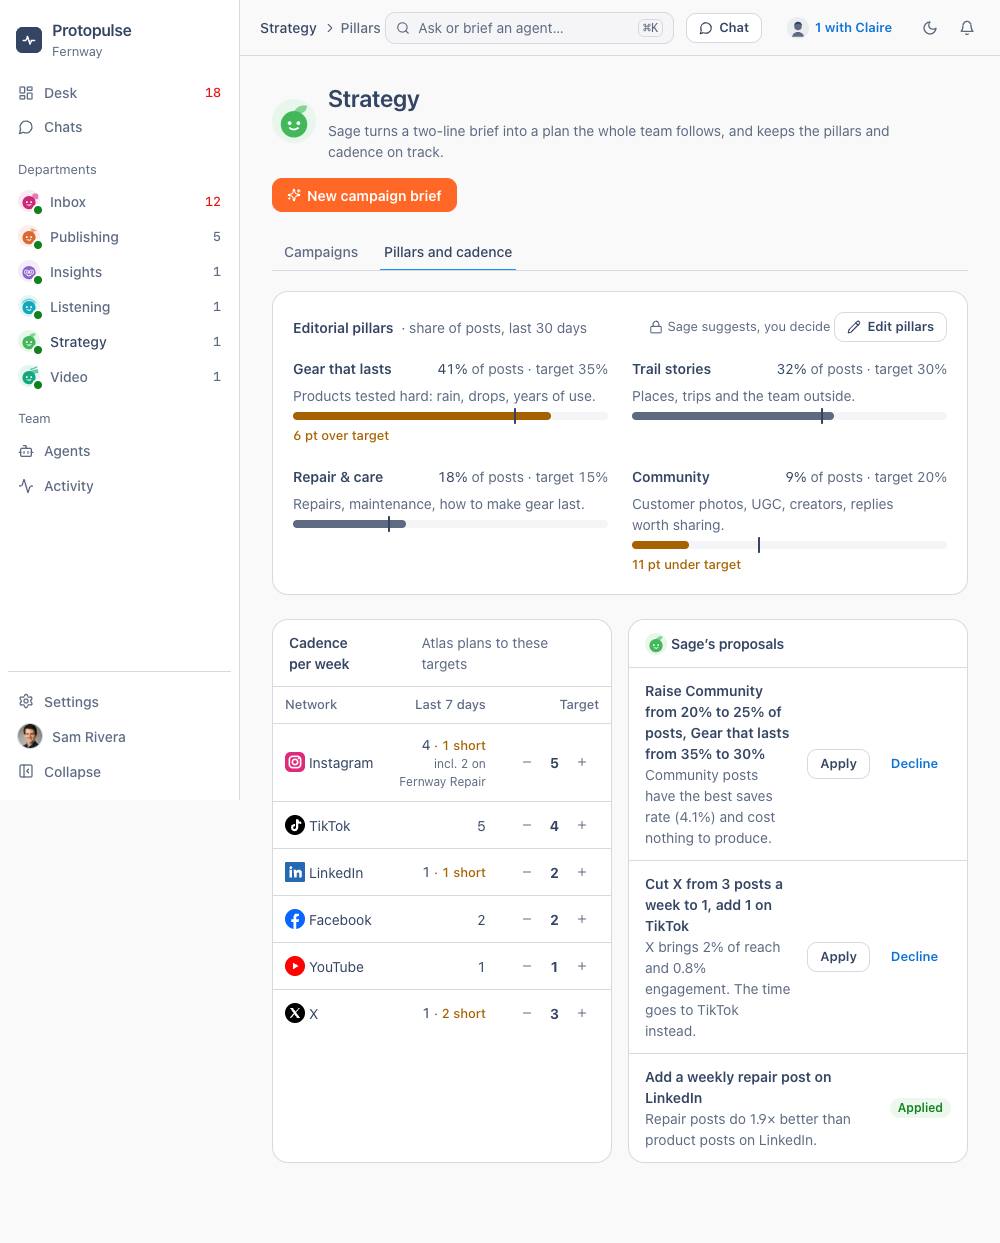 Protopulse
Fernway
Desk 18
Chats
Departments
Inbox 12
Publishing 5
Insights 1
Listening 1
Strategy 1
Video 1
Team
Agents
Activity
Settings
Sam Rivera
Collapse
Strategy > Pillars
Ask or brief an agent... ⌘K
Chat
1 with Claire
Strategy
Sage turns a two-line brief into a plan the whole team follows, and keeps the pillars and
cadence on track.
New campaign brief
Campaigns Pillars and cadence
Editorial pillars · share of posts, last 30 days
Sage suggests, you decide
Edit pillars
Gear that lasts 41% of posts · target 35%
Products tested hard: rain, drops, years of use.
6 pt over target
Trail stories 32% of posts · target 30%
Places, trips and the team outside.
Repair & care 18% of posts · target 15%
Repairs, maintenance, how to make gear last.
Community 9% of posts · target 20%
Customer photos, UGC, creators, replies
worth sharing.
11 pt under target
Cadence
per week
Atlas plans to these
targets
Network Last 7 days Target
Instagram 4 · 1 short − 5 +
incl. 2 on
Fernway Repair
TikTok 5 − 4 +
LinkedIn 1 · 1 short − 2 +
Facebook 2 − 2 +
YouTube 1 − 1 +
X 1 · 2 short − 3 +
Sage's proposals
Raise Community
from 20% to 25% of
posts, Gear that lasts
from 35% to 30%
Community posts
have the best saves
rate (4.1%) and cost
nothing to produce.
Apply Decline
Cut X from 3 posts a
week to 1, add 1 on
TikTok
X brings 2% of reach
and 0.8%
engagement. The time
goes to TikTok
instead.
Apply Decline
Add a weekly repair post on
LinkedIn
Repair posts do 1.9× better than
product posts on LinkedIn.
Applied